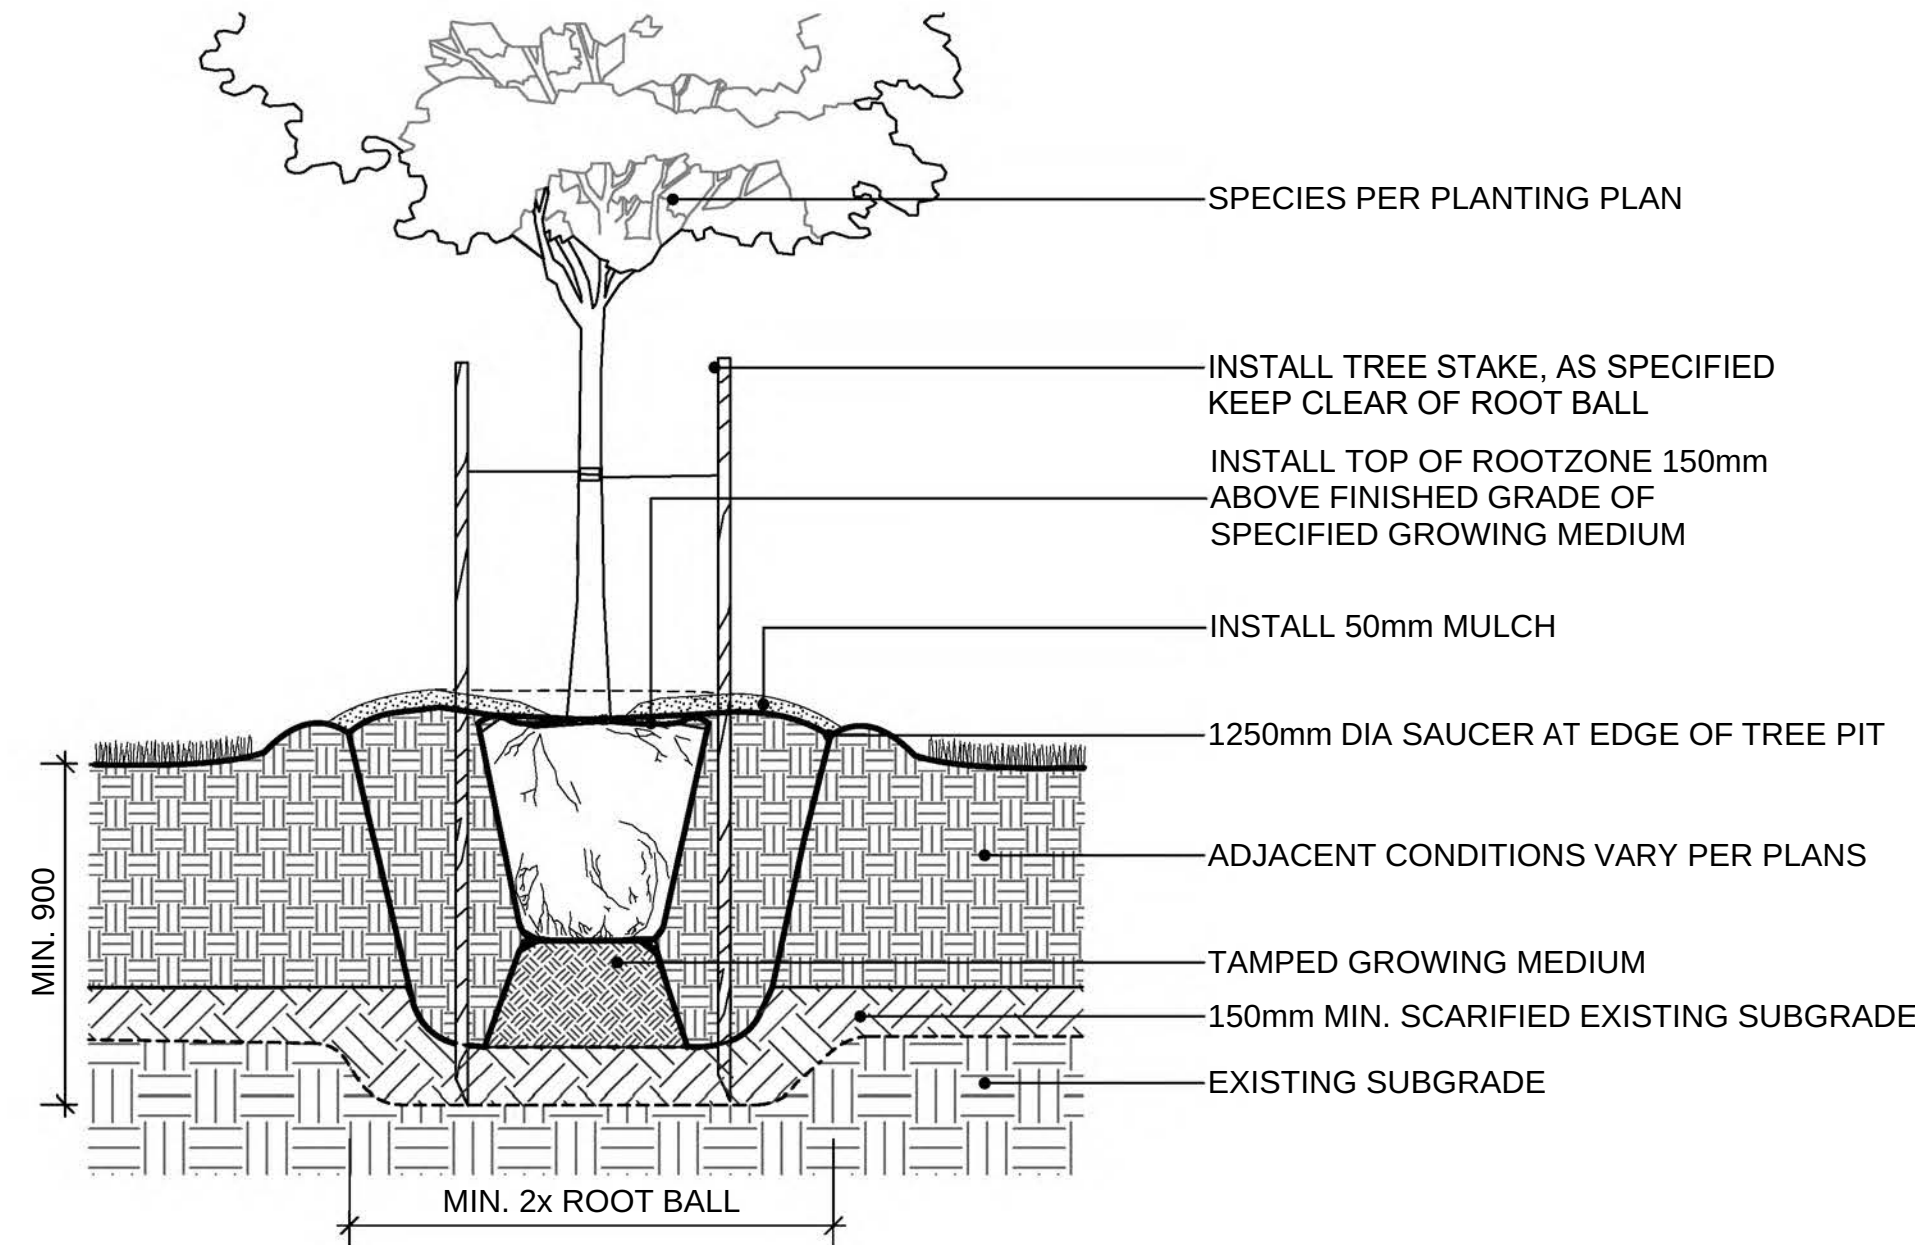 SPECIES PER PLANTING PLAN
INSTALL TREE STAKE, AS SPECIFIED
KEEP CLEAR OF ROOT BALL
INSTALL TOP OF ROOTZONE 150mm
ABOVE FINISHED GRADE OF
SPECIFIED GROWING MEDIUM
INSTALL 50mm MULCH
1250mm DIA SAUCER AT EDGE OF TREE PIT
ADJACENT CONDITIONS VARY PER PLANS
MIN. 900
TAMPED GROWING MEDIUM
150mm MIN. SCARIFIED EXISTING SUBGRADE
EXISTING SUBGRADE
MIN. 2x ROOT BALL